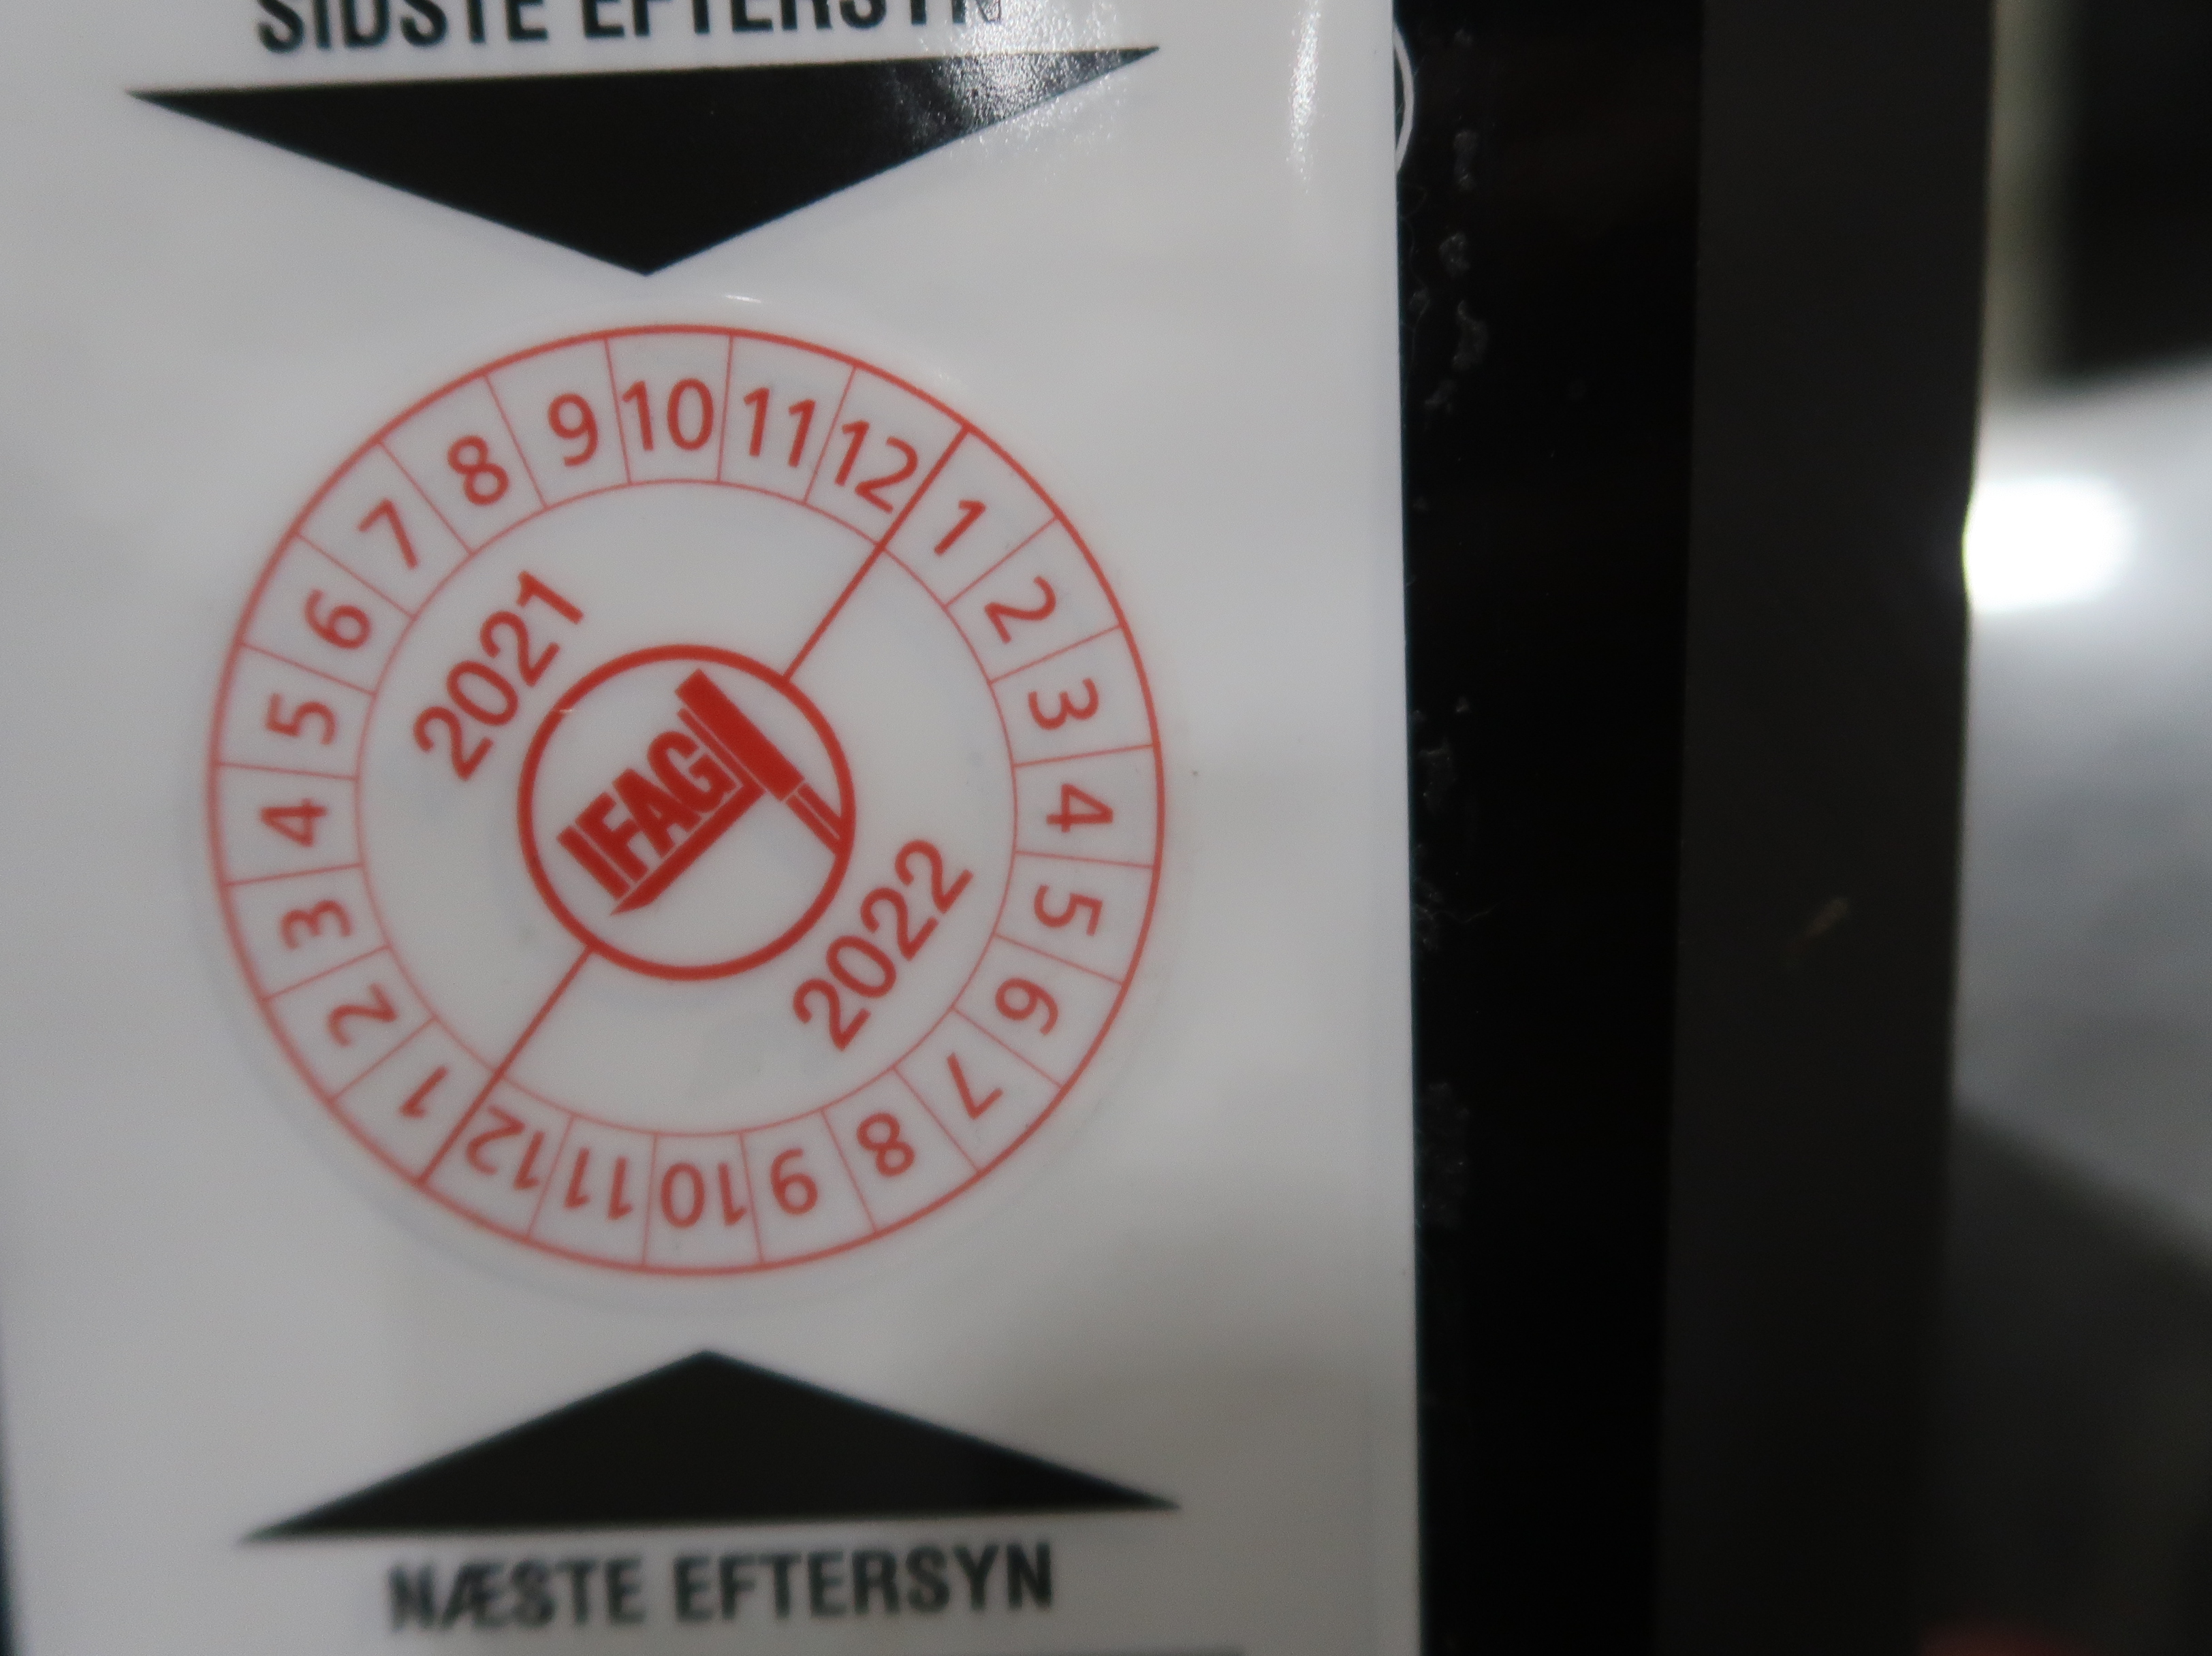 SIDSTE EFTERSYN
2021
1 2 3 4 5 6 7 8 9 10 11 12
IFAG
2022
1 2 3 4 5 6 7 8 9 10 11 12
NÆSTE EFTERSYN